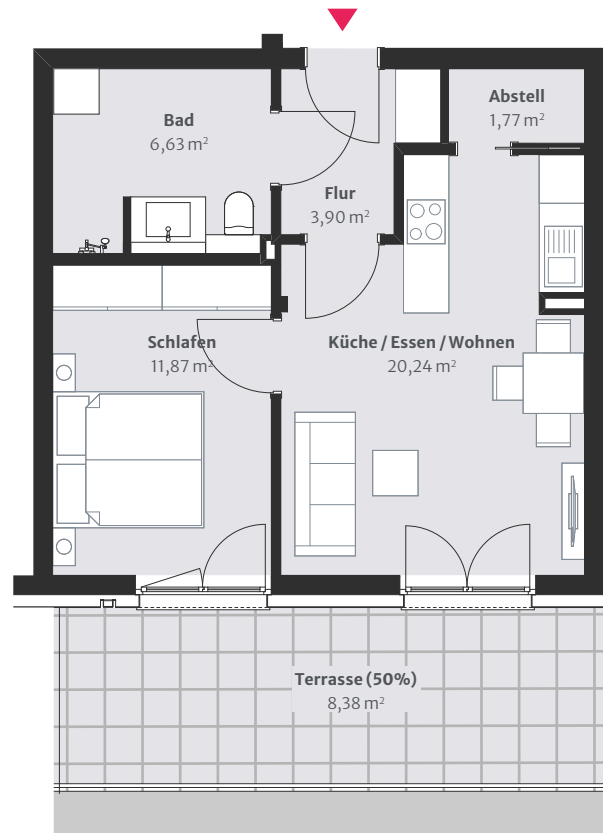 Abstell
1,77 m²
Bad
6,63 m²
Flur
3,90 m²
Schlafen
11,87 m²
Küche / Essen / Wohnen
20,24 m²
Terrasse (50%)
8,38 m²